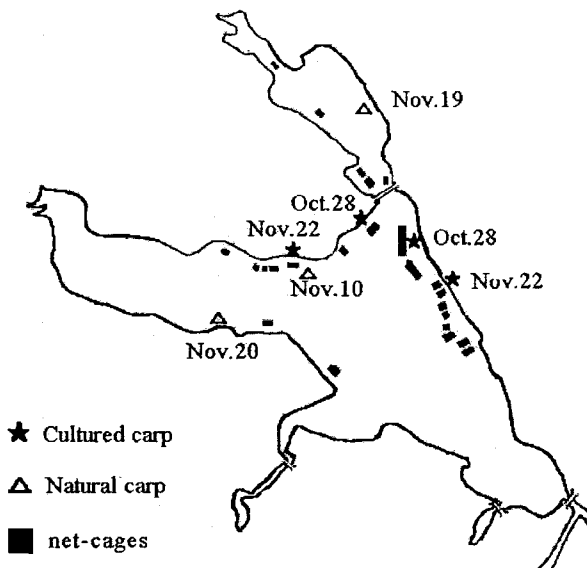 Nov.19
Oct.28
Nov.22
Oct.28
Nov.10
Nov.22
Nov.20
Cultured carp
Natural carp
net-cages